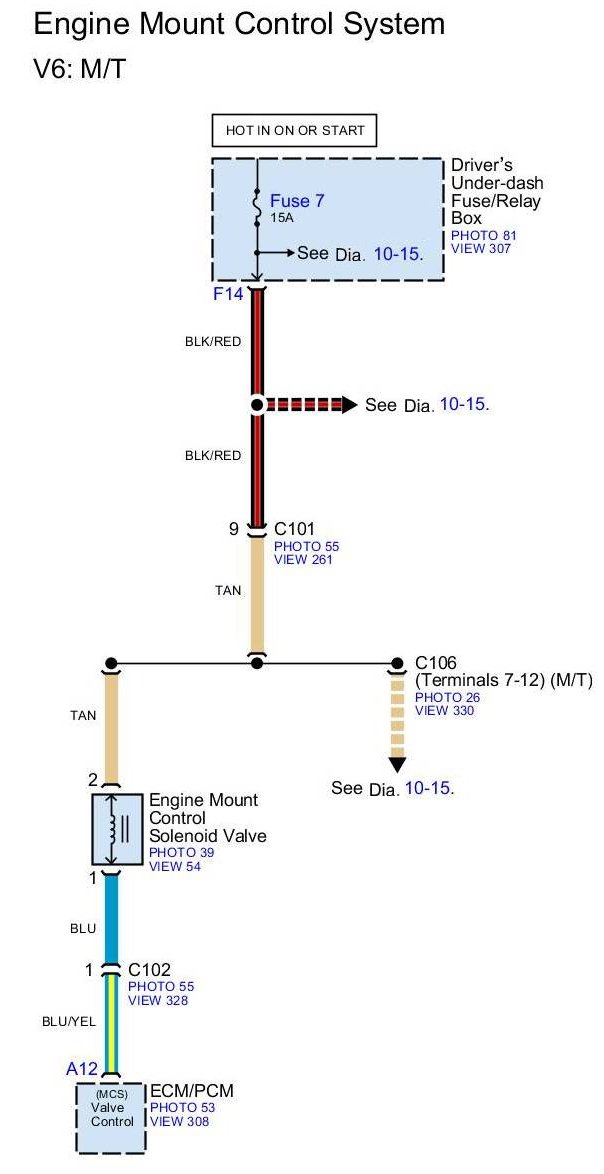 Engine Mount Control System
V6: M/T
HOT IN ON OR START
Driver's
Under-dash
Fuse/Relay
Box
PHOTO 81
VIEW 307
Fuse 7
15A
See Dia. 10-15.
F14
BLK/RED
See Dia. 10-15.
BLK/RED
9 C101
PHOTO 55
VIEW 261
TAN
C106
(Terminals 7-12) (M/T)
PHOTO 26
VIEW 330
TAN
See Dia. 10-15.
2
Engine Mount
Control
Solenoid Valve
PHOTO 39
VIEW 54
1
BLU
1 C102
PHOTO 55
VIEW 328
BLU/YEL
A12
ECM/PCM
PHOTO 53
VIEW 308
(MCS)
Valve
Control